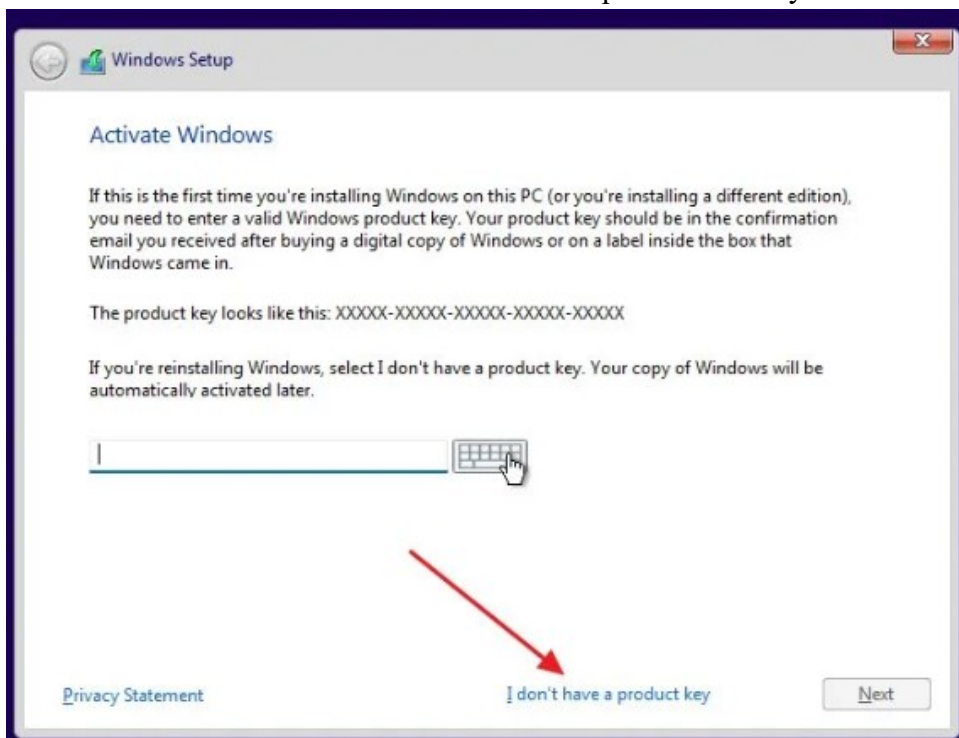 Windows Setup
Activate Windows
If this is the first time you're installing Windows on this PC (or you're installing a different edition),
you need to enter a valid Windows product key. Your product key should be in the confirmation
email you received after buying a digital copy of Windows or on a label inside the box that
Windows came in.
The product key looks like this: XXXXX-XXXXX-XXXXX-XXXXX-XXXXX
If you're reinstalling Windows, select I don't have a product key. Your copy of Windows will be
automatically activated later.
Privacy Statement
I don't have a product key
Next